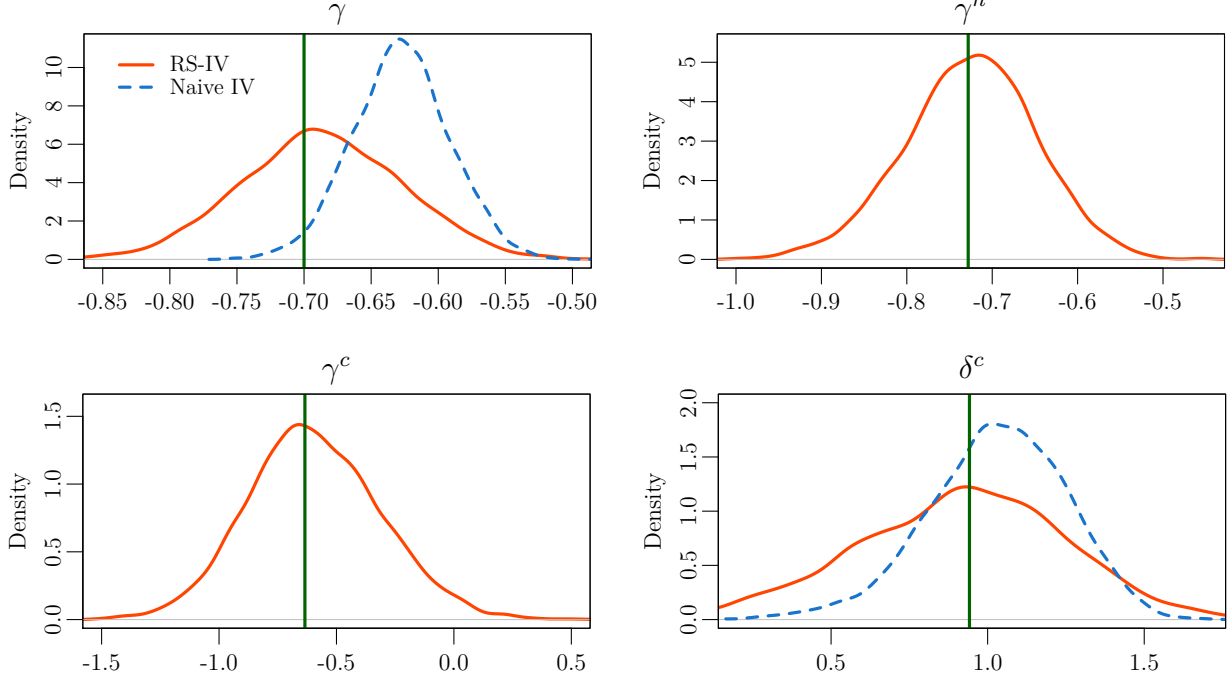 γ
Density
0 2 4 6 8 10
RS-IV
Naive IV
-0.85 -0.80 -0.75 -0.70 -0.65 -0.60 -0.55 -0.50
γⁿ
Density
0 1 2 3 4 5
-1.0 -0.9 -0.8 -0.7 -0.6 -0.5
γᶜ
Density
0.0 0.5 1.0 1.5
-1.5 -1.0 -0.5 0.0 0.5
δᶜ
Density
0.0 0.5 1.0 1.5 2.0
0.5 1.0 1.5